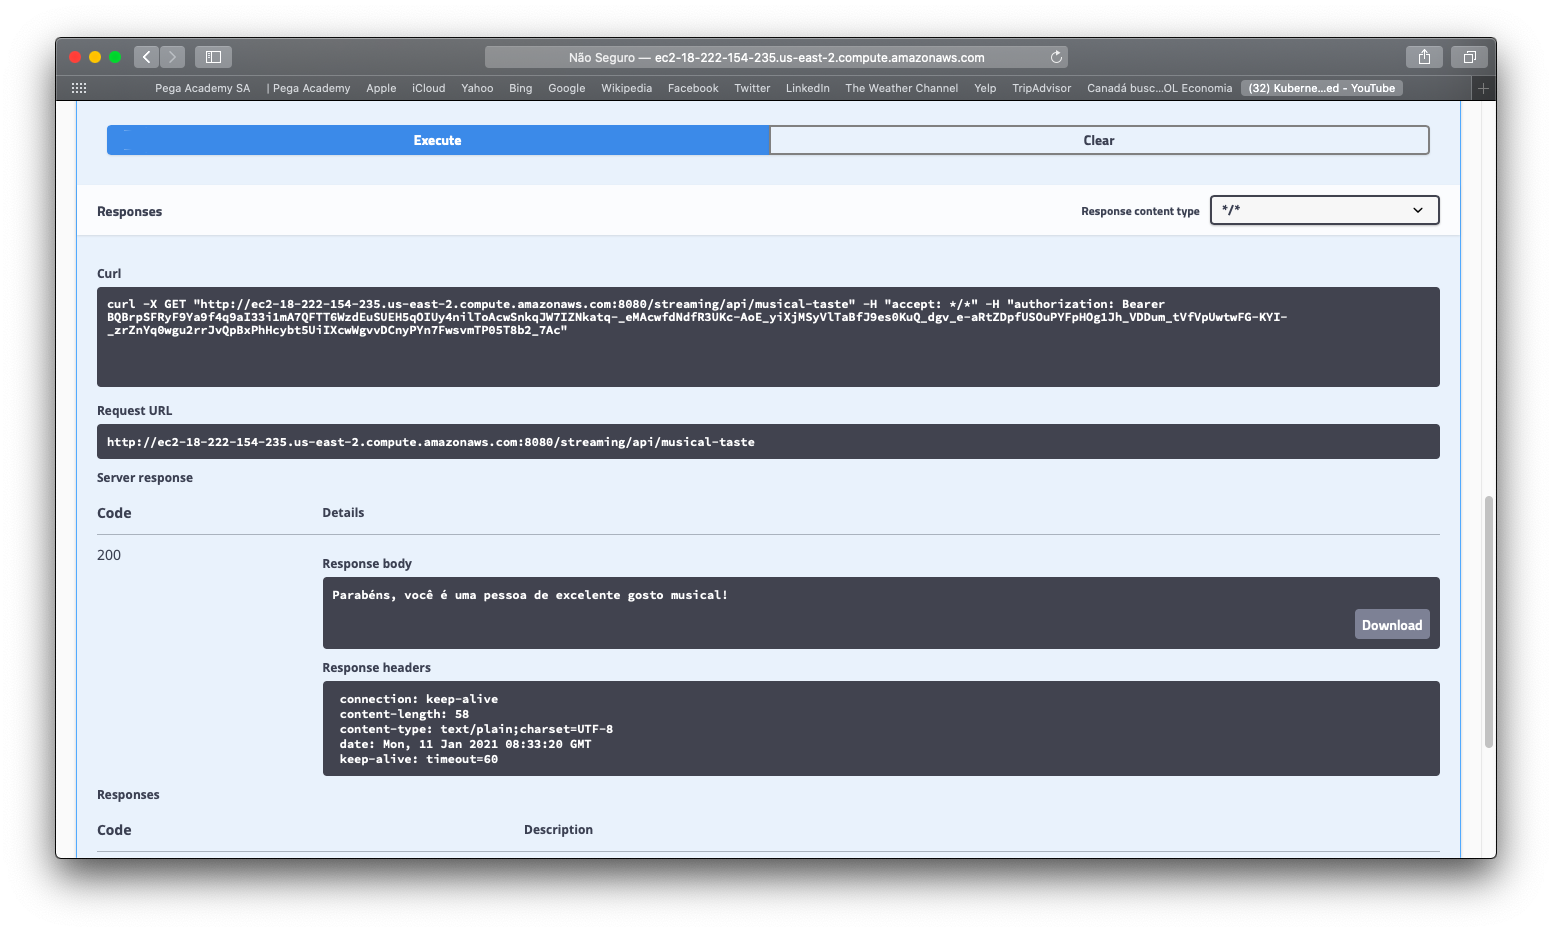 Não Seguro — ec2-18-222-154-235.us-east-2.compute.amazonaws.com
Pega Academy SA | Pega Academy Apple iCloud Yahoo Bing Google Wikipedia Facebook Twitter LinkedIn The Weather Channel Yelp TripAdvisor Canadá busc...OL Economia (32) Kuberne...ed - YouTube
Execute Clear
Responses Response content type */*
Curl
curl -X GET "http://ec2-18-222-154-235.us-east-2.compute.amazonaws.com:8080/streaming/api/musical-taste" -H "accept: */*" -H "authorization: Bearer
BQBrpSFRyF9Ya9f4q9aI33i1mA7QFTT6WzdEuSUEH5qOIUy4nilToAcwSnkqJW7IZNkatq-_eMAcwfdNdfR3UKc-AoE_yiXjMSyVlTaBfJ9es0KuQ_dgv_e-aRtZDpfUSOuPYFpHOg1Jh_VDDum_tVfVpUwtwFG-KYI-
_zrZnYq0wgu2rrJvQpBxPhHcybt5UiIXcwWgvvDCnyPYn7FwsvmTP05T8b2_7Ac"
Request URL
http://ec2-18-222-154-235.us-east-2.compute.amazonaws.com:8080/streaming/api/musical-taste
Server response
Code Details
200
Response body
Parabéns, você é uma pessoa de excelente gosto musical!
Download
Response headers
connection: keep-alive
content-length: 58
content-type: text/plain;charset=UTF-8
date: Mon, 11 Jan 2021 08:33:20 GMT
keep-alive: timeout=60
Responses
Code Description